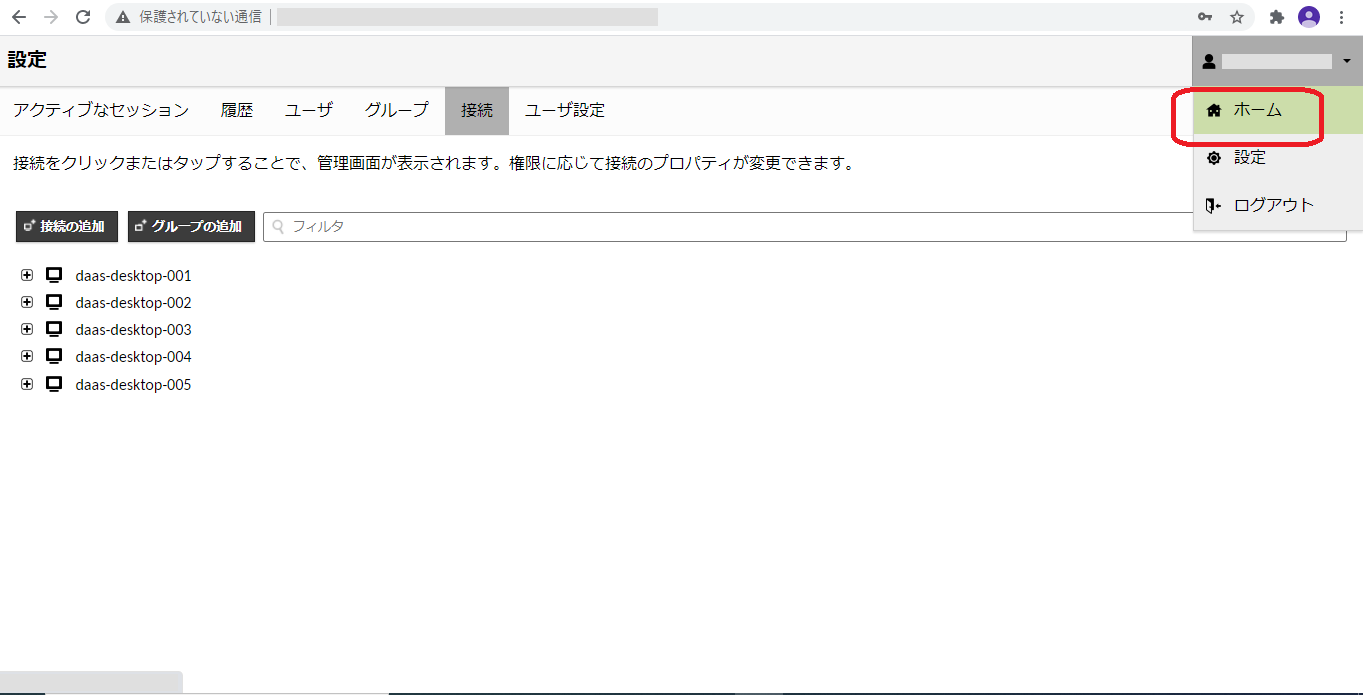 保護されていない通信
設定
アクティブなセッション 履歴 ユーザ グループ 接続 ユーザ設定
ホーム
設定
ログアウト
接続をクリックまたはタップすることで、管理画面が表示されます。権限に応じて接続のプロパティが変更できます。
接続の追加 グループの追加 フィルタ
daas-desktop-001
daas-desktop-002
daas-desktop-003
daas-desktop-004
daas-desktop-005